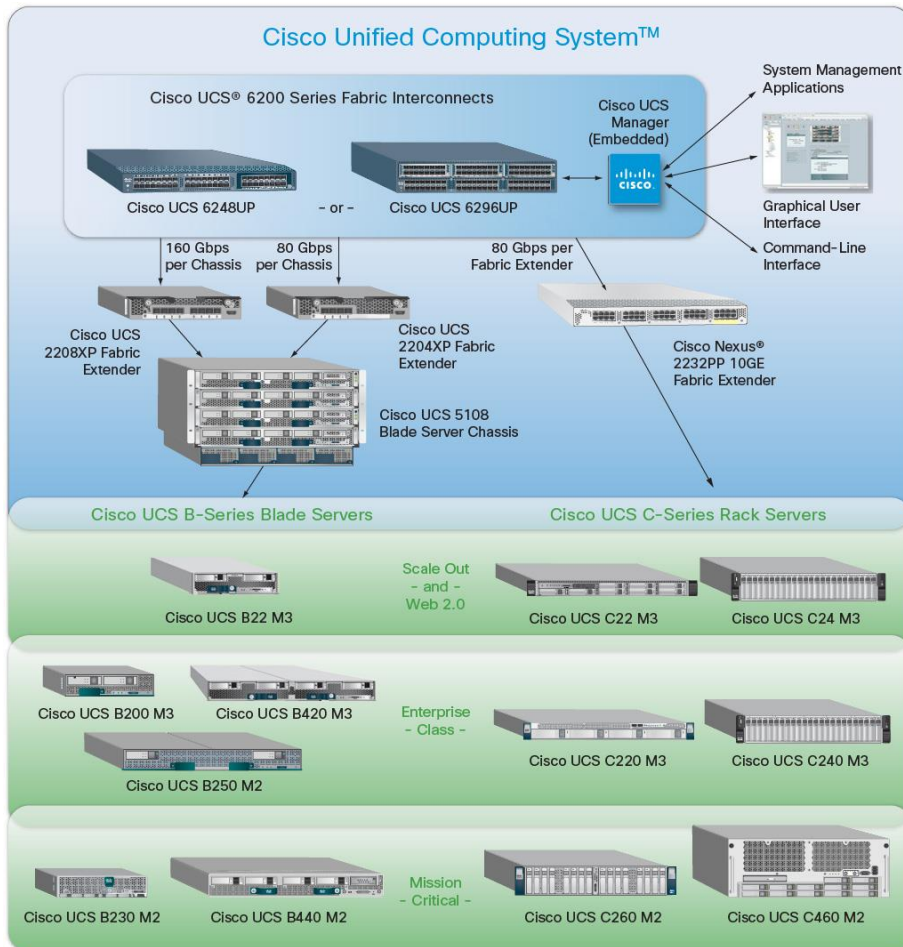 Cisco Unified Computing System™
Cisco UCS® 6200 Series Fabric Interconnects
Cisco UCS
Manager
(Embedded)
System Management
Applications
CISCO.
Cisco UCS 6248UP
- or -
Cisco UCS 6296UP
Graphical User
Interface
Command-Line
Interface
160 Gbps
per Chassis
80 Gbps
per Chassis
80 Gbps per
Fabric Extender
Cisco UCS
2208XP Fabric
Extender
Cisco UCS
2204XP Fabric
Extender
Cisco Nexus®
2232PP 10GE
Fabric Extender
Cisco UCS 5108
Blade Server Chassis
Cisco UCS B-Series Blade Servers
Cisco UCS C-Series Rack Servers
Scale Out
- and -
Web 2.0
Cisco UCS B22 M3
Cisco UCS C22 M3
Cisco UCS C24 M3
Cisco UCS B200 M3
Cisco UCS B420 M3
Enterprise
- Class -
Cisco UCS B250 M2
Cisco UCS C220 M3
Cisco UCS C240 M3
Mission
- Critical -
Cisco UCS B230 M2
Cisco UCS B440 M2
Cisco UCS C260 M2
Cisco UCS C460 M2